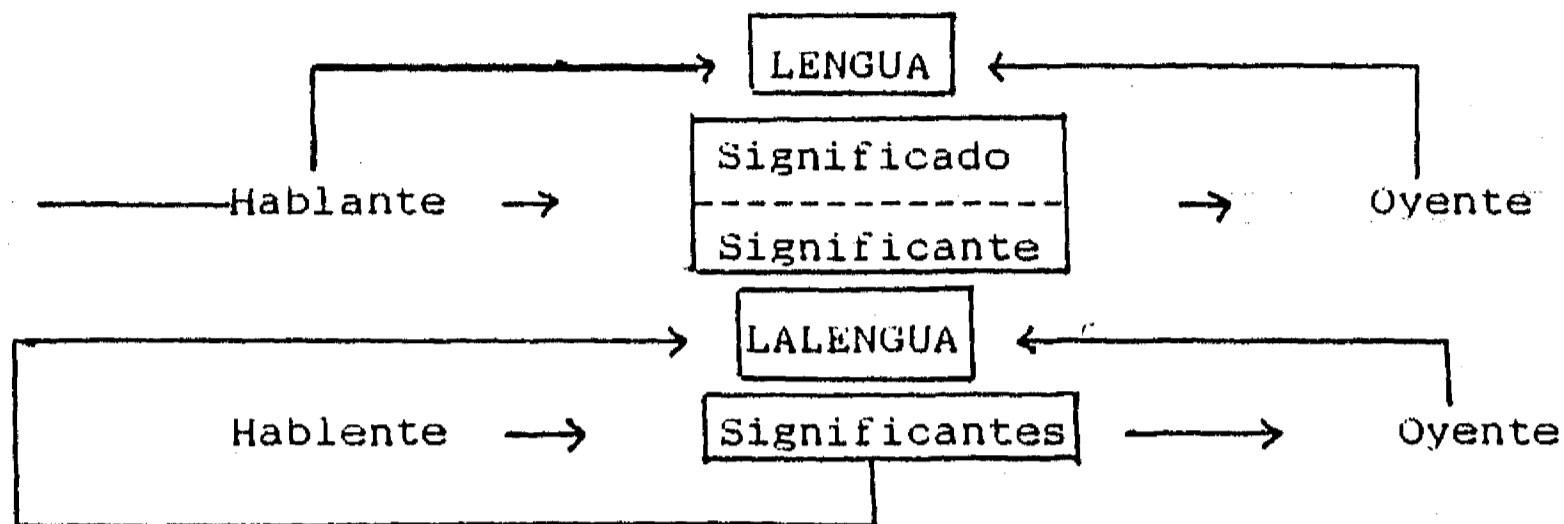 LENGUA
Significado
Hablante Oyente
Significante
LALENGUA
Hablente Significantes Oyente